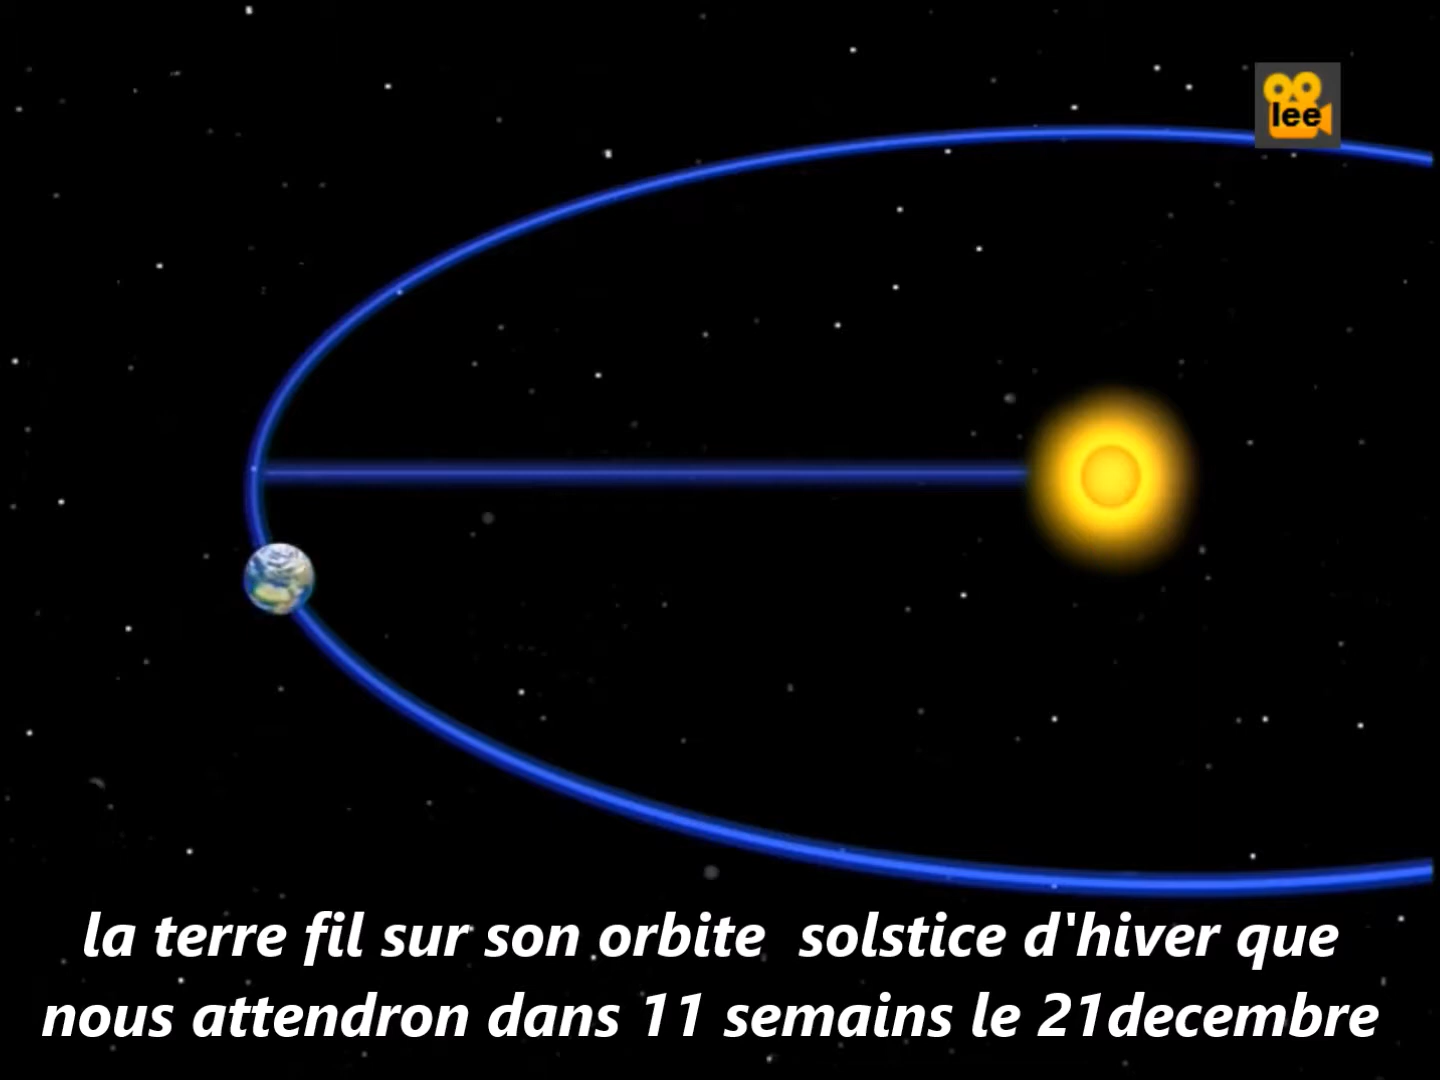 lee
la terre fil sur son orbite solstice d'hiver que
nous attendron dans 11 semains le 21decembre